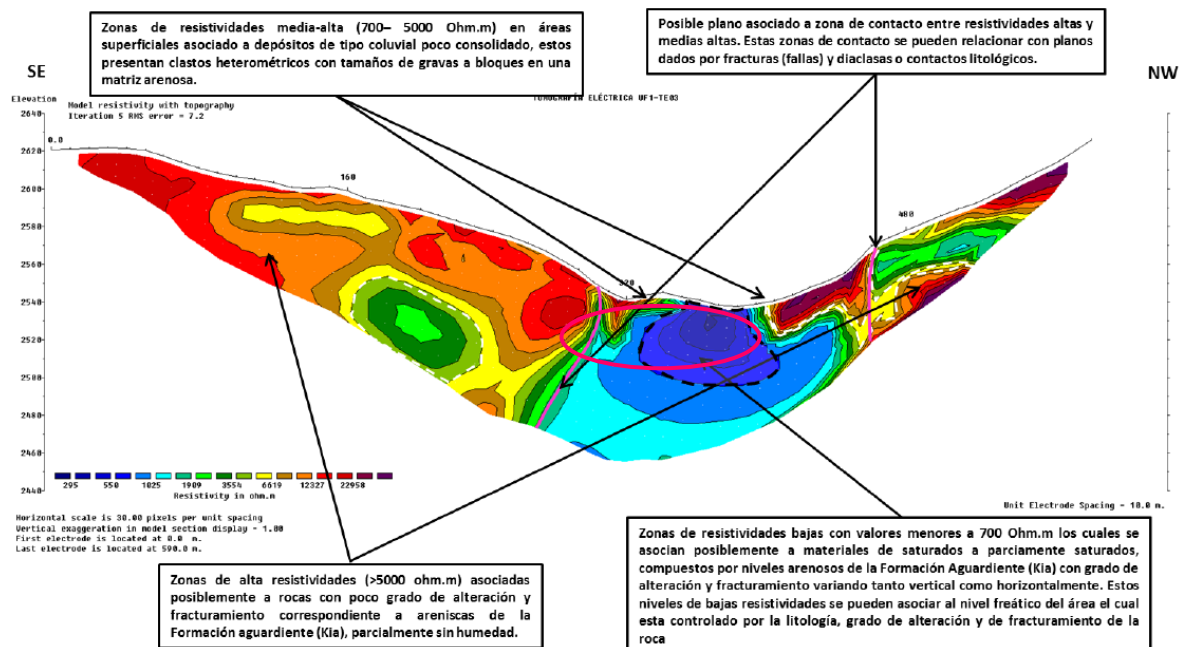 Zonas de resistividades media-alta (700– 5000 Ohm.m) en áreas
superficiales asociado a depósitos de tipo coluvial poco consolidado, estos
presentan clastos heterométricos con tamaños de gravas a bloques en una
matriz arenosa.
Posible plano asociado a zona de contacto entre resistividades altas y
medias altas. Estas zonas de contacto se pueden relacionar con planos
dados por fracturas (fallas) y diaclasas o contactos litológicos.
SE
NW
Elevation
Model resistivity with topography
Iteration 5 RMS error = 7.2
ELÉCTRICA UF1-TE03
2640
2620
2600
2580
2560
2540
2520
2500
2480
2460
2440
0.0
160
320
480
295 550 1025 1909 3554 6619 12327 22958
Resistivity in ohm.m
Horizontal scale is 30.00 pixels per unit spacing
Vertical exaggeration in model section display = 1.00
First electrode is located at 0.0 m.
Last electrode is located at 590.0 m.
Unit Electrode Spacing = 10.0 m.
Zonas de alta resistividades (>5000 ohm.m) asociadas
posiblemente a rocas con poco grado de alteración y
fracturamiento correspondiente a areniscas de la
Formación aguardiente (Kia), parcialmente sin humedad.
Zonas de resistividades bajas con valores menores a 700 Ohm.m los cuales se
asocian posiblemente a materiales de saturados a parciamente saturados,
compuestos por niveles arenosos de la Formación Aguardiente (Kia) con grado de
alteración y fracturamiento variando tanto vertical como horizontalmente. Estos
niveles de bajas resistividades se pueden asociar al nivel freático del área el cual
esta controlado por la litología, grado de alteración y de fracturamiento de la
roca